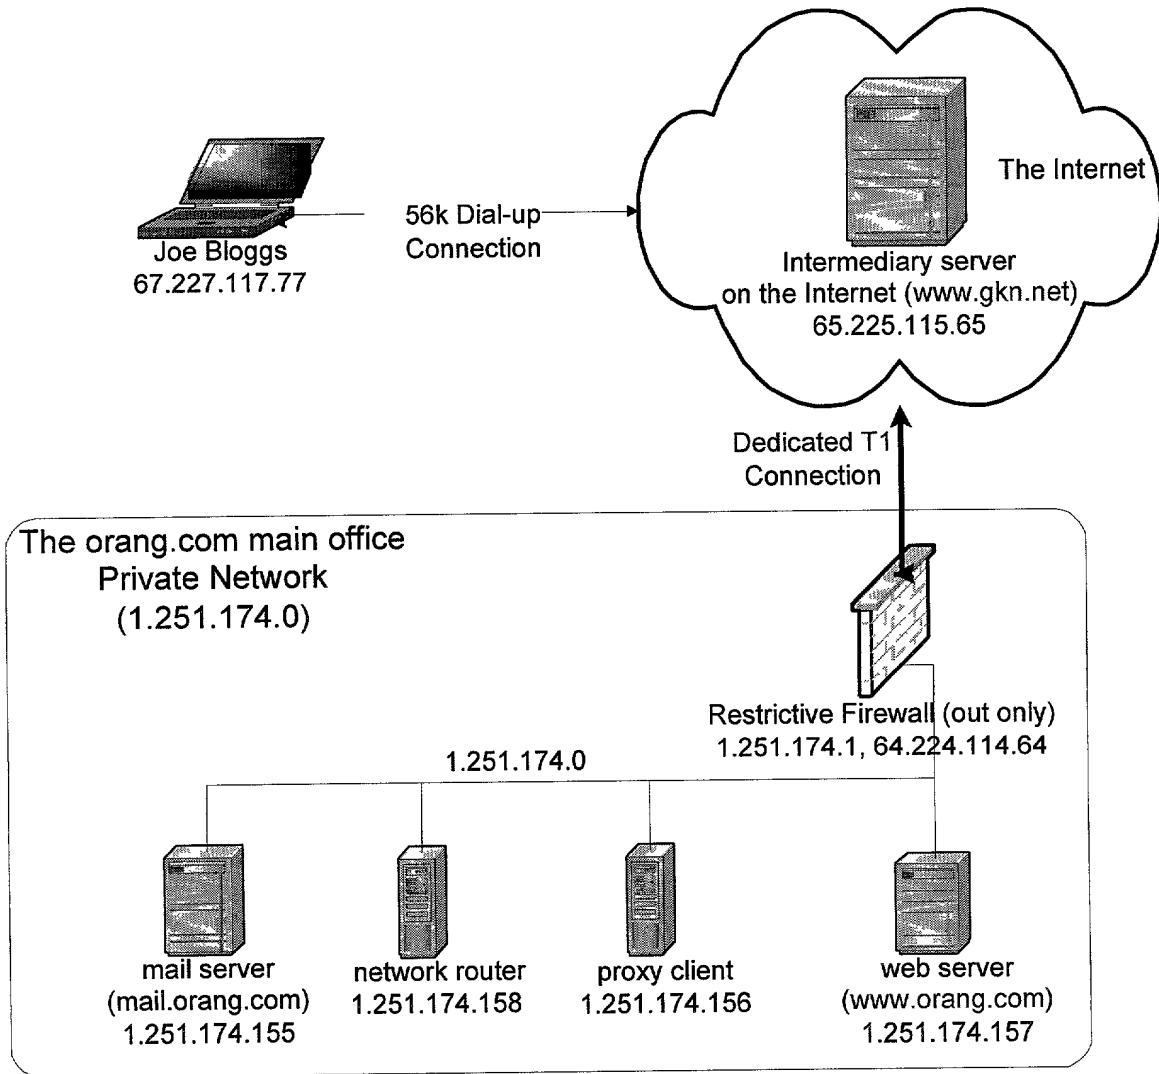 The Internet
Joe Bloggs
67.227.117.77
56k Dial-up
Connection
Intermediary server
on the Internet (www.gkn.net)
65.225.115.65
Dedicated T1
Connection
The orang.com main office
Private Network
(1.251.174.0)
Restrictive Firewall (out only)
1.251.174.1, 64.224.114.64
1.251.174.0
mail server
(mail.orang.com)
1.251.174.155
network router
1.251.174.158
proxy client
1.251.174.156
web server
(www.orang.com)
1.251.174.157